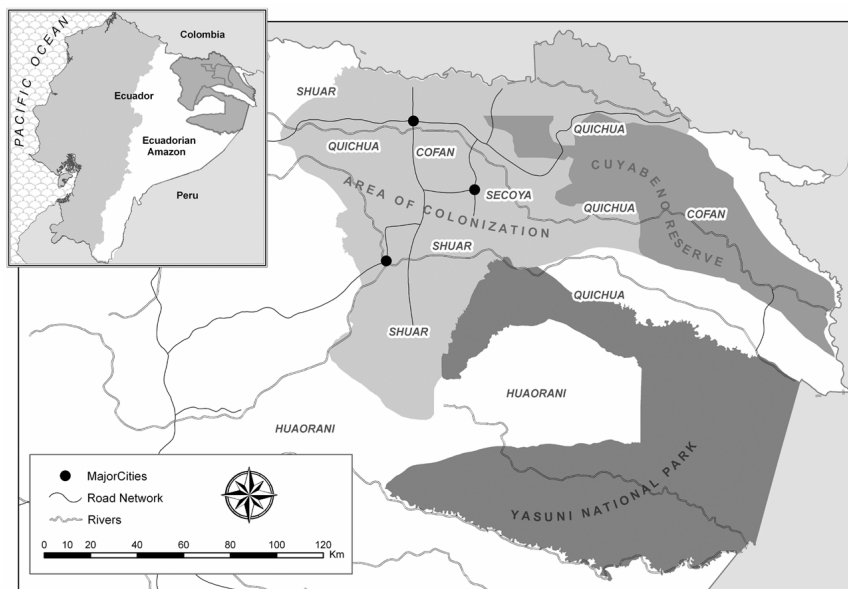 PACIFIC OCEAN
Colombia
Ecuador
Ecuadorian
Amazon
Peru
SHUAR
QUICHUA
QUICHUA
COFAN
CUYABENO RESERVE
AREA OF COLONIZATION
SECOYA
QUICHUA
COFAN
SHUAR
QUICHUA
SHUAR
HUAORANI
HUAORANI
YASUNI NATIONAL PARK
MajorCities
Road Network
Rivers
0 10 20 40 60 80 100 120
Km